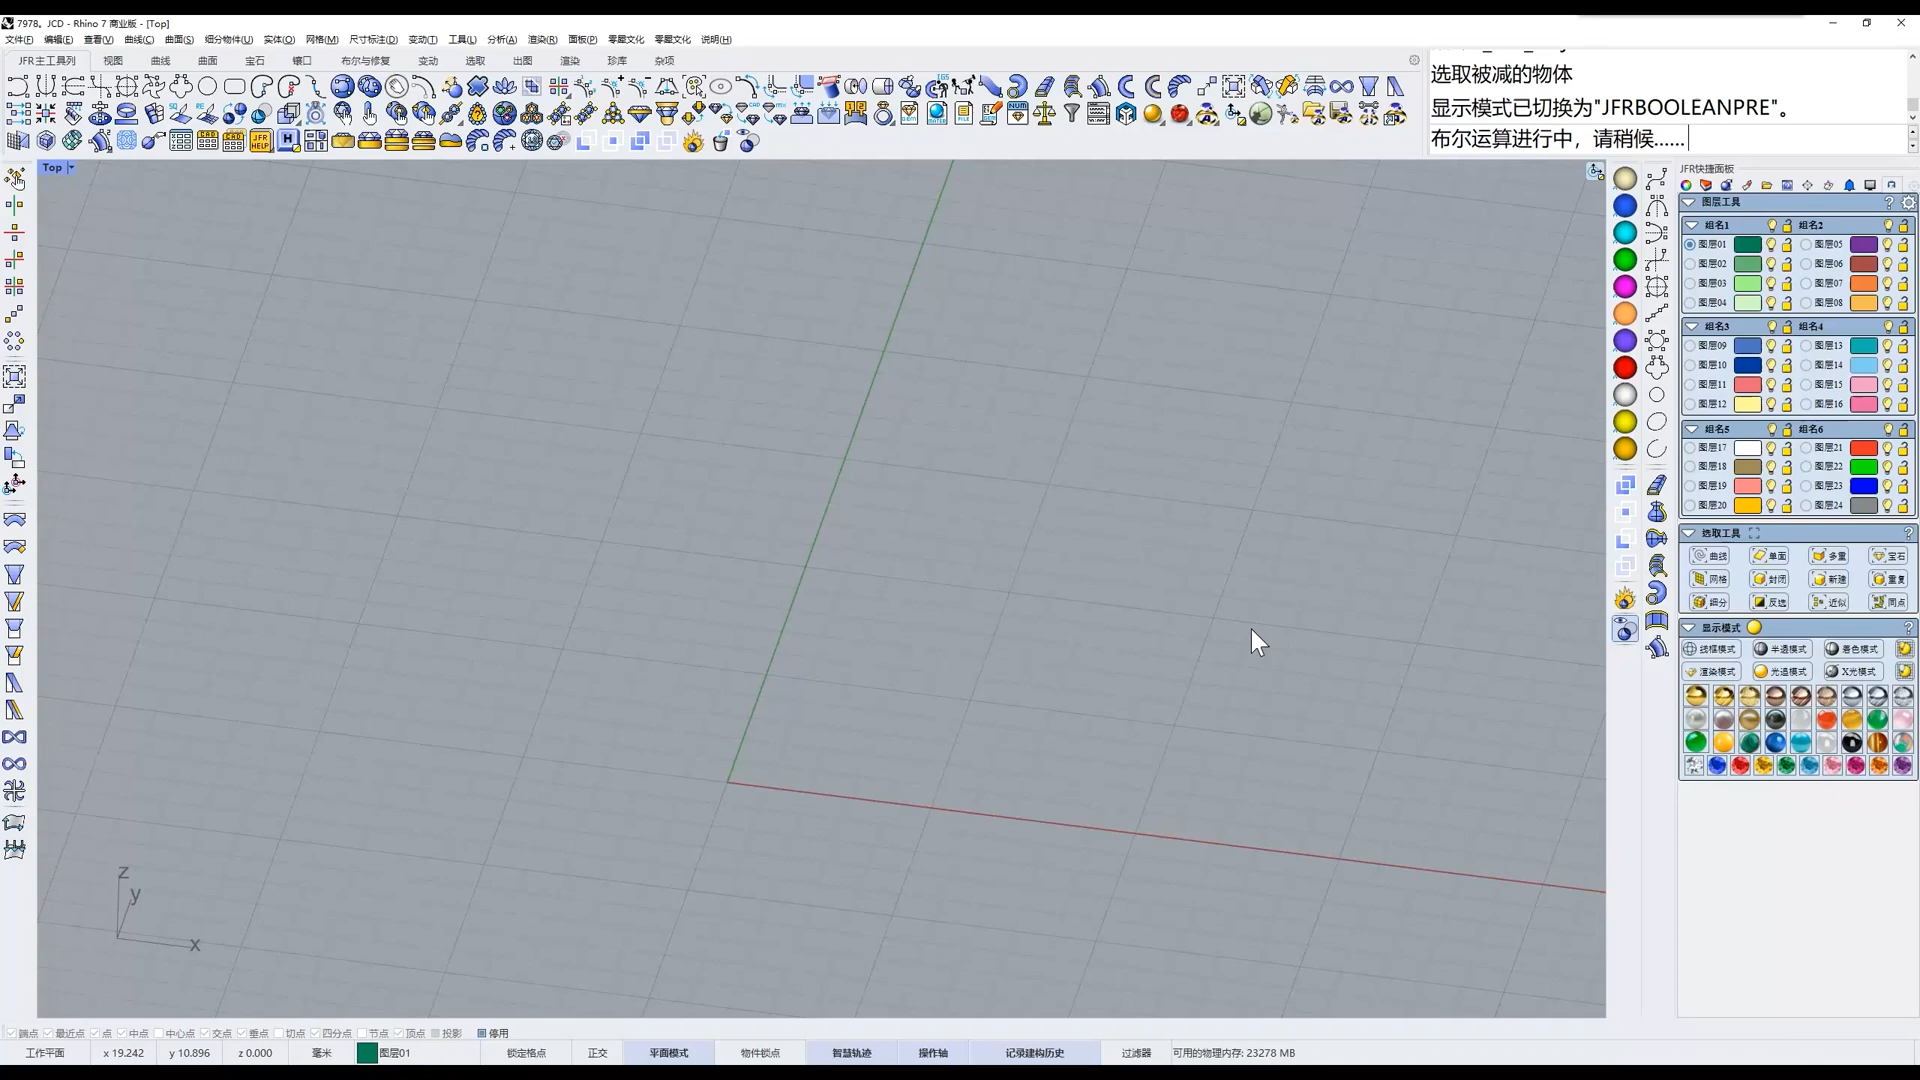 7978。JCD - Rhino 7 商业版 - [Top]
文件(F) 编辑(E) 查看(V) 曲线(C) 曲面(S) 细分物件(U) 实体(O) 网格(M) 尺寸标注(D) 变动(T) 工具(L) 分析(A) 渲染(R) 面板(P) 零壹文化 零壹文化 说明(H)
JFR主工具列 视图 曲线 曲面 宝石 镶口 布尔与修复 变动 选取 出图 渲染 珍库 杂项
选取被减的物体
显示模式已切换为"JFRBOOLEANPRE"。
布尔运算进行中，请稍候......
Top
JFR快捷面板
图层工具 ?
组名1 组名2
图层01 图层05
图层02 图层06
图层03 图层07
图层04 图层08
组名3 组名4
图层09 图层13
图层10 图层14
图层11 图层15
图层12 图层16
组名5 组名6
图层17 图层21
图层18 图层22
图层19 图层23
图层20 图层24
选取工具 ?
曲线 单面 多重 宝石
网格 封闭 新建 重复
细分 反选 近似 同点
显示模式 ?
线框模式 半透模式 着色模式
渲染模式 光追模式 X光模式
z
y
x
端点 最近点 点 中点 中心点 交点 垂点 切点 四分点 节点 顶点 投影 停用
工作平面 x 19.242 y 10.896 z 0.000 毫米 图层01 锁定格点 正交 平面模式 物件锁点 智慧轨迹 操作轴 记录建构历史 过滤器 可用的物理内存: 23278 MB